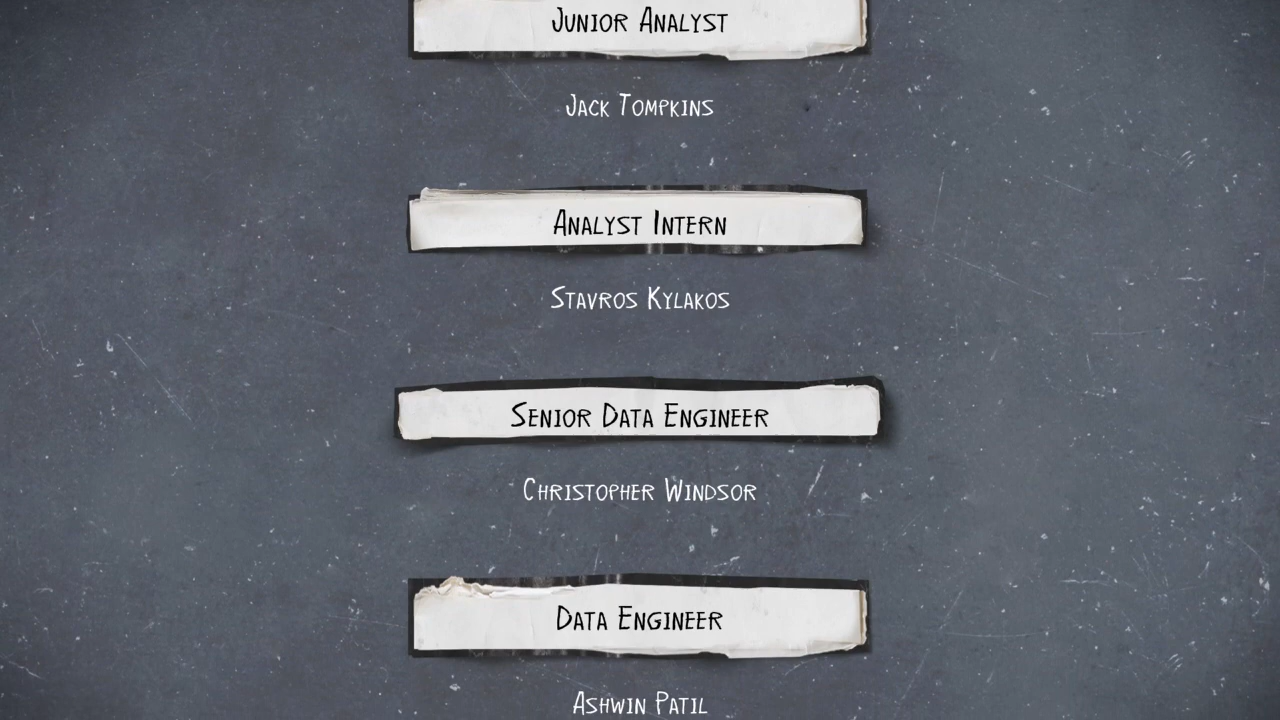 Junior Analyst
Jack Tompkins
Analyst Intern
Stavros Kylakos
Senior Data Engineer
Christopher Windsor
Data Engineer
Ashwin Patil